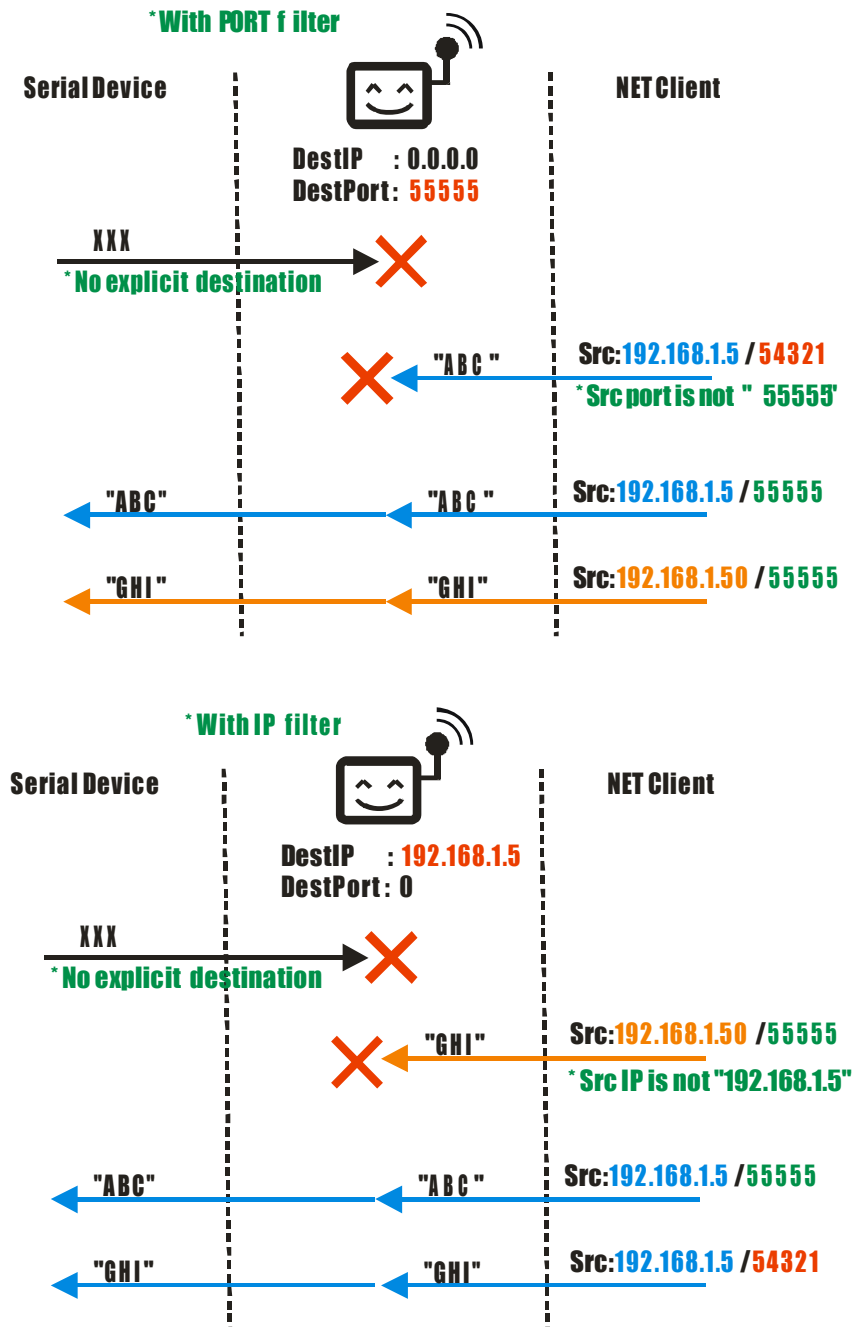 *With PORT f ilter
Serial Device
NET Client
DestIP : 0.0.0.0
DestPort : 55555
XXX
*No explicit destination
"ABC"
Src:192.168.1.5 / 54321
*Src port is not " 55555"
"ABC"
"ABC"
Src:192.168.1.5 / 55555
"GHI"
"GHI"
Src:192.168.1.50 / 55555
*With IP filter
Serial Device
NET Client
DestIP : 192.168.1.5
DestPort : 0
XXX
*No explicit destination
"GHI"
Src:192.168.1.50 / 55555
*Src IP is not "192.168.1.5"
"ABC"
"ABC"
Src:192.168.1.5 / 55555
"GHI"
"GHI"
Src:192.168.1.5 / 54321